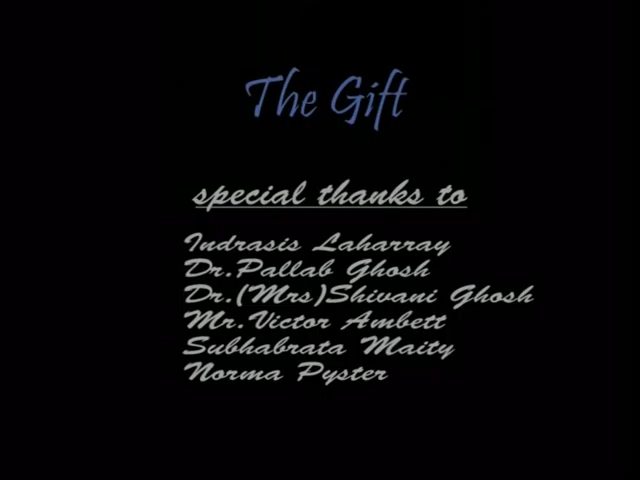 The Gift
special thanks to
Indrasis Laharray
Dr.Pallab Ghosh
Dr.(Mrs)Shivani Ghosh
Mr.Victor Ambett
Subhabrata Maity
Norma Pyster